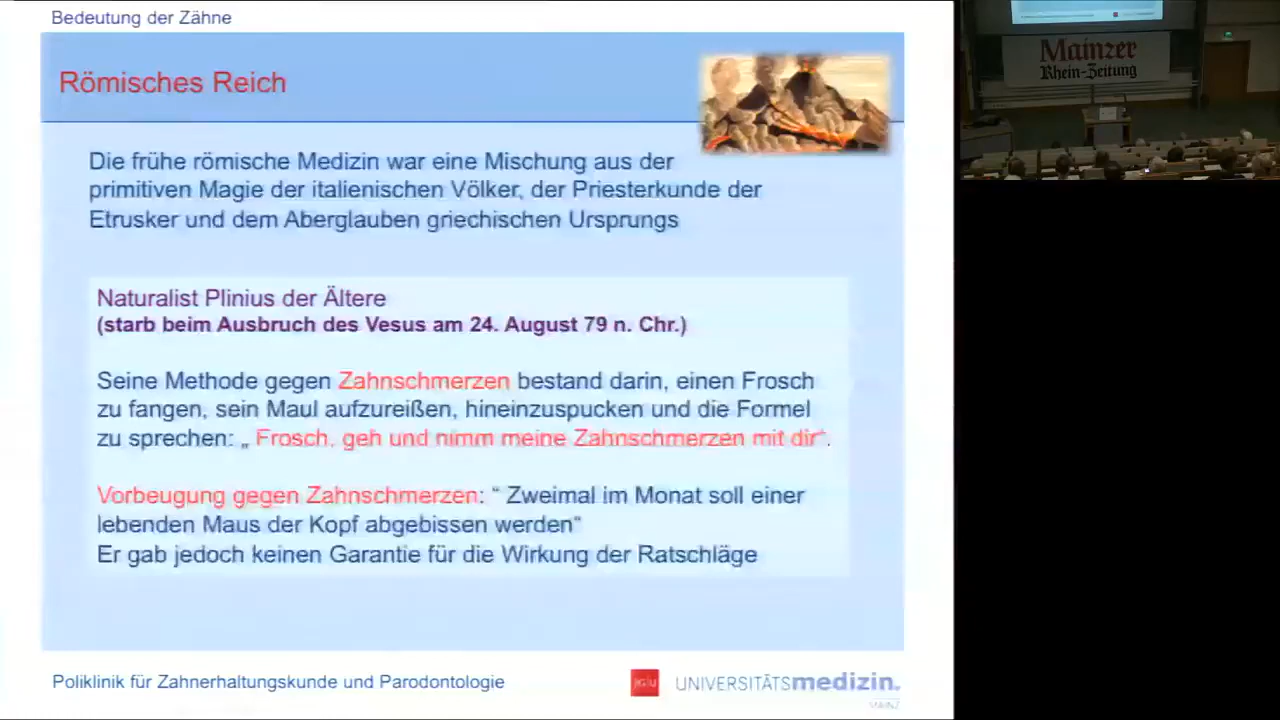 Bedeutung der Zähne
Römisches Reich
Die frühe römische Medizin war eine Mischung aus der
primitiven Magie der italienischen Völker, der Priesterkunde der
Etrusker und dem Aberglauben griechischen Ursprungs
Naturalist Plinius der Ältere
(starb beim Ausbruch des Vesus am 24. August 79 n. Chr.)
Seine Methode gegen Zahnschmerzen bestand darin, einen Frosch
zu fangen, sein Maul aufzureißen, hineinzuspucken und die Formel
zu sprechen: „ Frosch, geh und nimm meine Zahnschmerzen mit dir“.
Vorbeugung gegen Zahnschmerzen: “ Zweimal im Monat soll einer
lebenden Maus der Kopf abgebissen werden“
Er gab jedoch keinen Garantie für die Wirkung der Ratschläge
Poliklinik für Zahnerhaltungskunde und Parodontologie
JG|U UNIVERSITÄTSmedizin.
MAINZ
Mainzer
Rhein-Zeitung